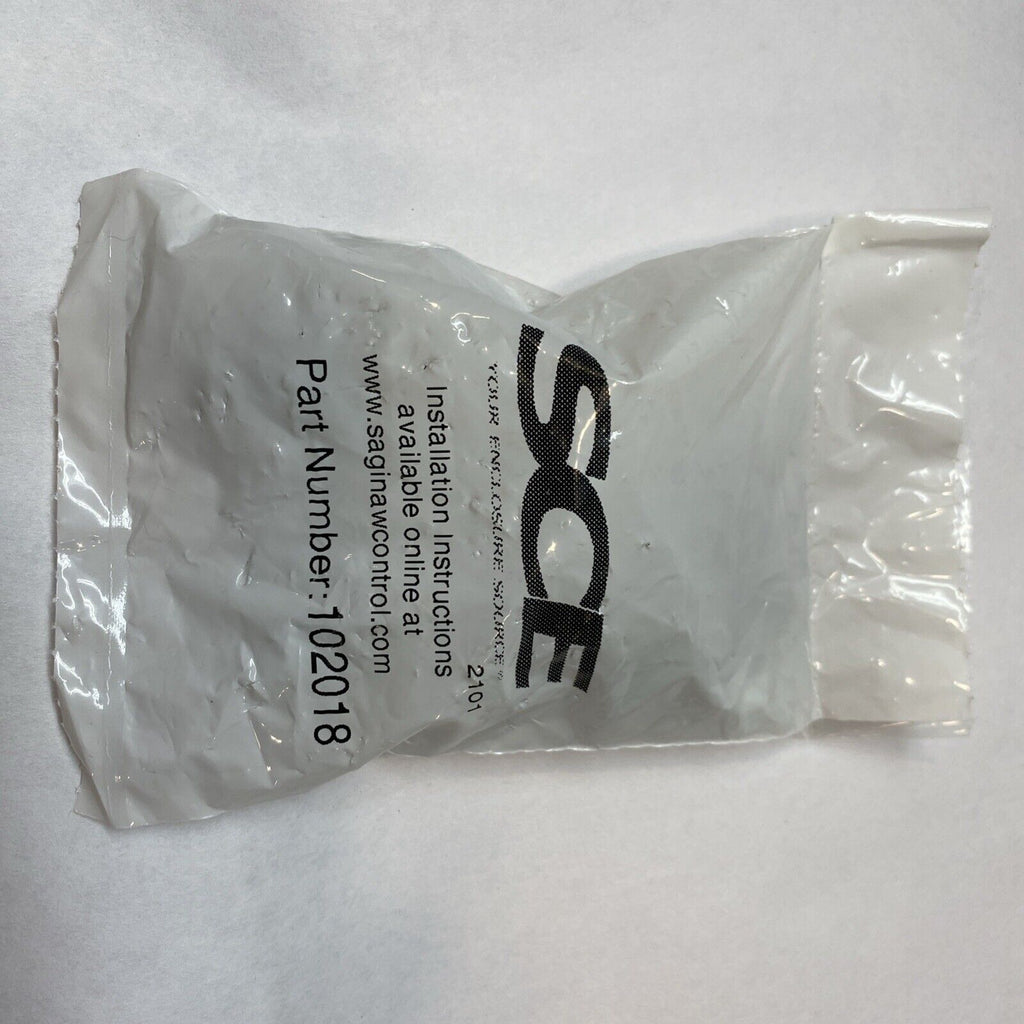 SCE
YOUR ENCLOSURE SOURCE®
2101
Installation Instructions
available online at
www.saginawcontrol.com
Part Number:102018